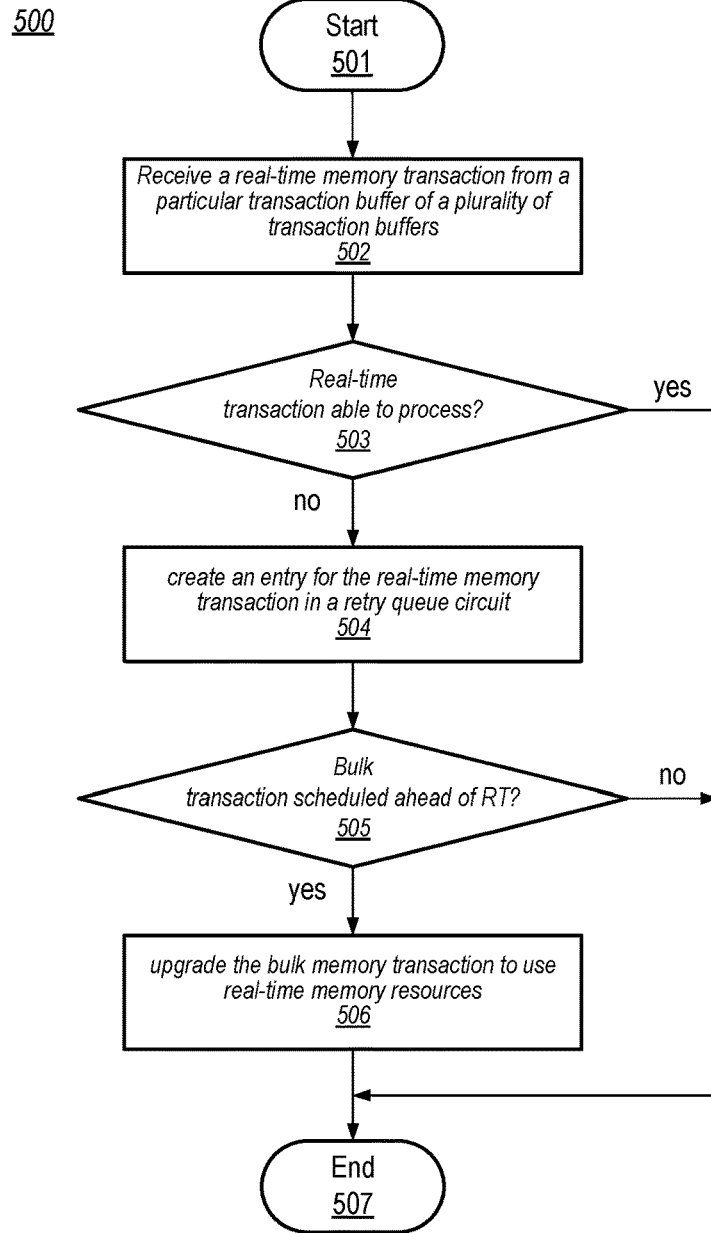 500
Start
501
Receive a real-time memory transaction from a
particular transaction buffer of a plurality of
transaction buffers
502
Real-time
transaction able to process?
503
yes
no
create an entry for the real-time memory
transaction in a retry queue circuit
504
Bulk
transaction scheduled ahead of RT?
505
no
yes
upgrade the bulk memory transaction to use
real-time memory resources
506
End
507